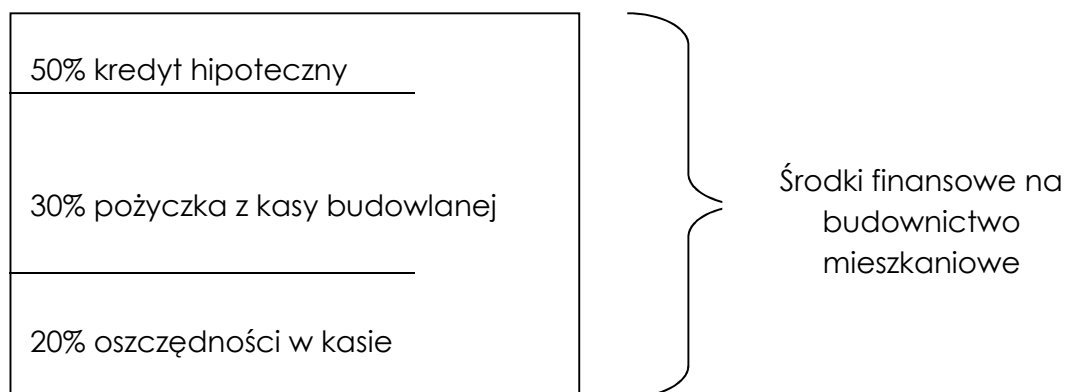 50% kredyt hipoteczny
30% pożyczka z kasy budowlanej
20% oszczędności w kasie
Środki finansowe na
budownictwo
mieszkaniowe